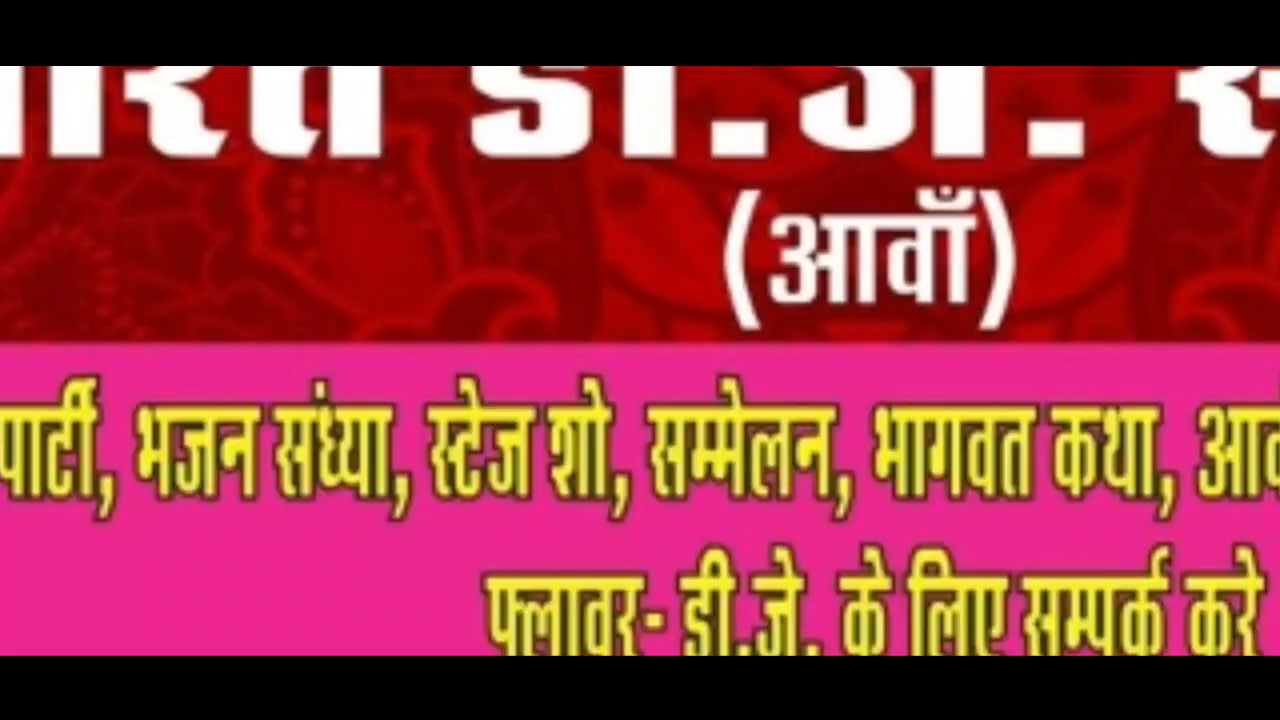 डी.जे.
(आवाँ)
पार्टी, भजन संध्या, स्टेज शो, सम्मेलन, भागवत कथा,
फ्लावर- डी.जे. के लिए सम्पर्क करे